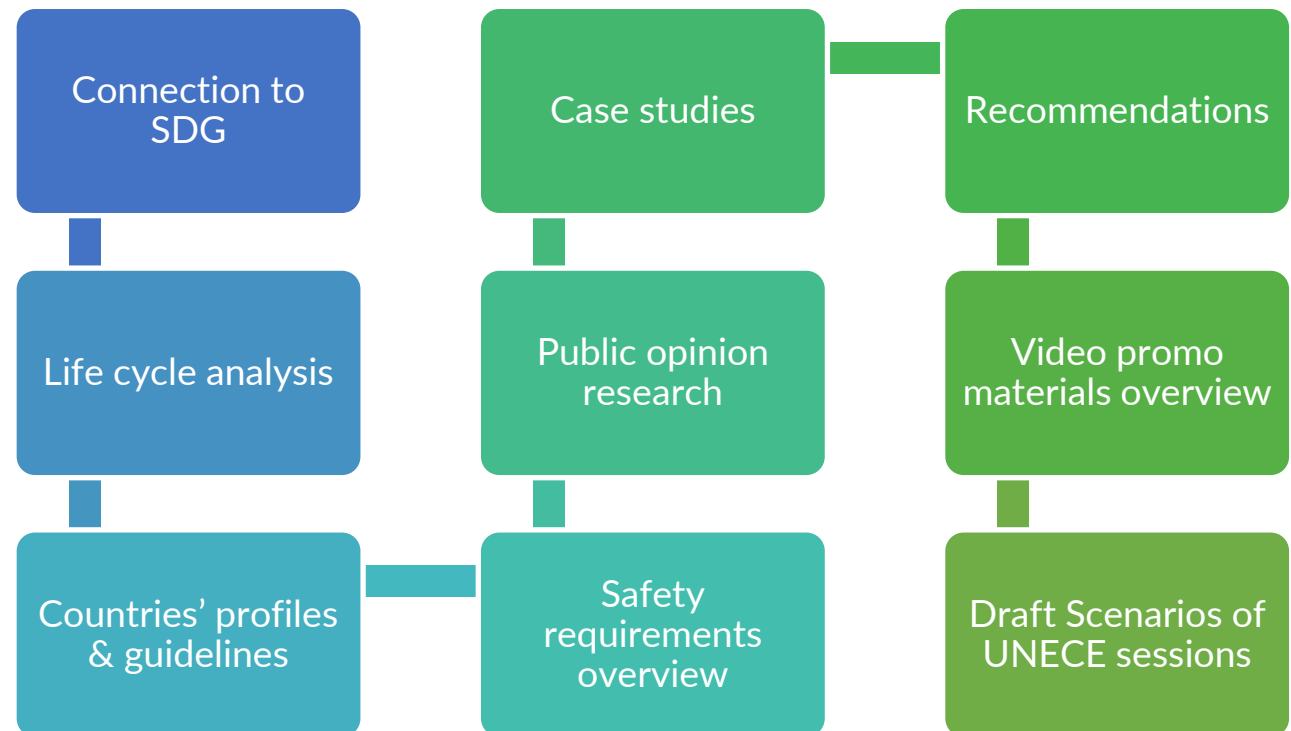 Connection to
SDG
Life cycle analysis
Countries’ profiles
& guidelines
Safety
requirements
overview
Public opinion
research
Case studies
Recommendations
Video promo
materials overview
Draft Scenarios of
UNECE sessions